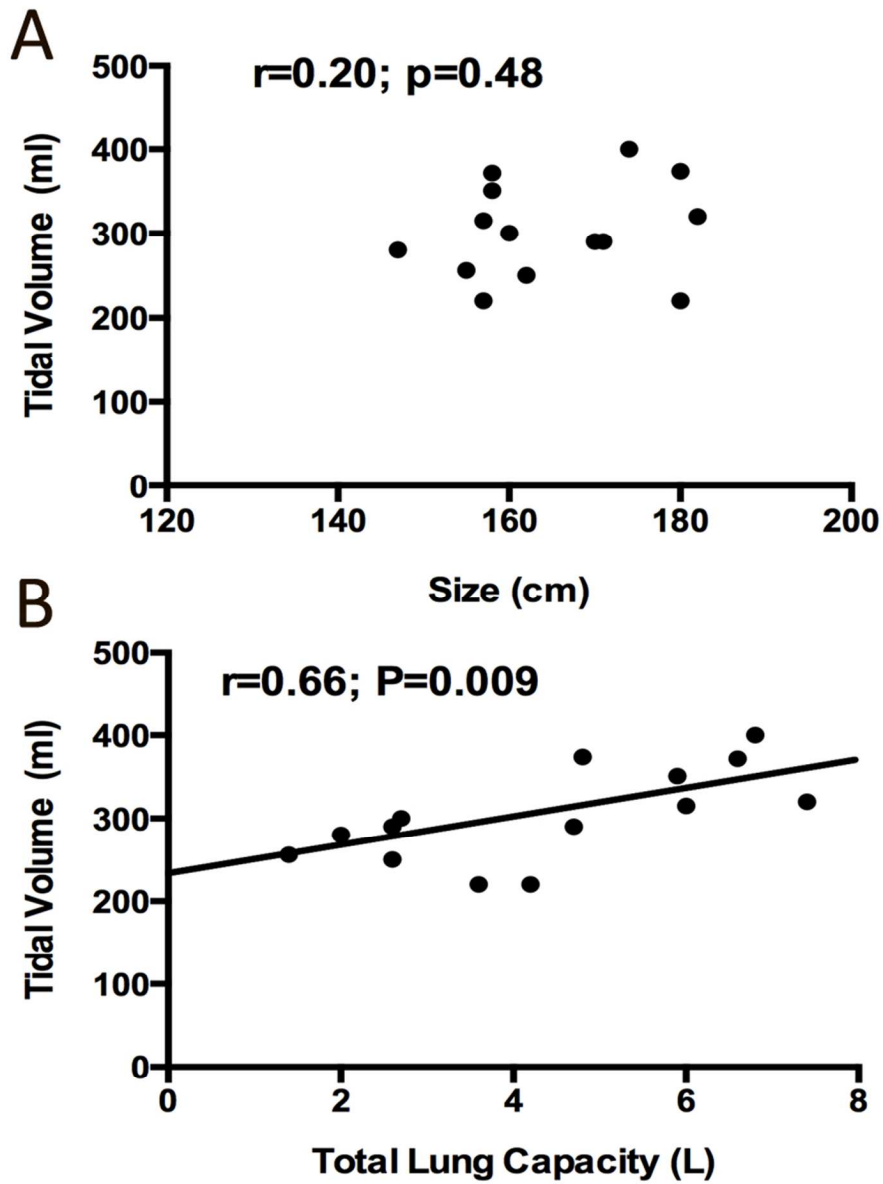 A
r=0.20; p=0.48
Tidal Volume (ml)
500
400
300
200
100
0
120 140 160 180 200
Size (cm)
B
r=0.66; P=0.009
Tidal Volume (ml)
500
400
300
200
100
0
0 2 4 6 8
Total Lung Capacity (L)